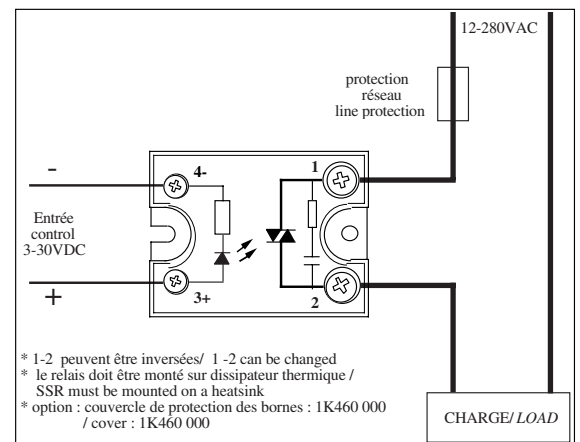 12-280VAC
protection
réseau
line protection
-
4-
1
Entrée
control
3-30VDC
+
3+
2
* 1-2 peuvent être inversées/ 1 -2 can be changed
* le relais doit être monté sur dissipateur thermique /
SSR must be mounted on a heatsink
* option : couvercle de protection des bornes : 1K460 000
/ cover : 1K460 000
CHARGE/ LOAD